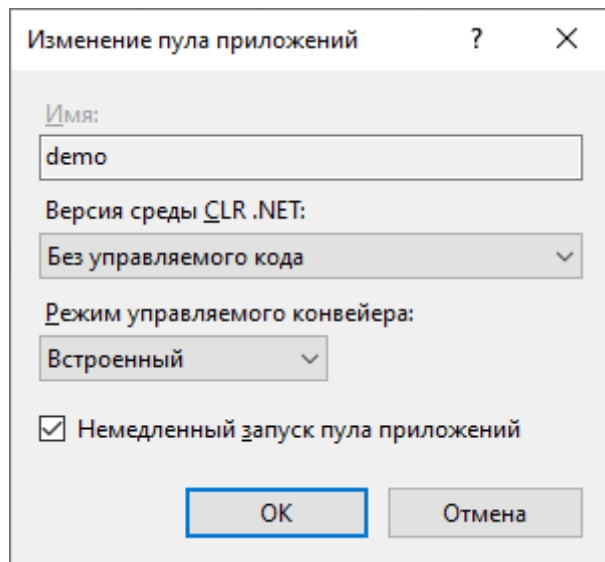 Изменение пула приложений ?
Имя:
demo
Версия среды CLR .NET:
Без управляемого кода
Режим управляемого конвейера:
Встроенный
Немедленный запуск пула приложений
OK Отмена